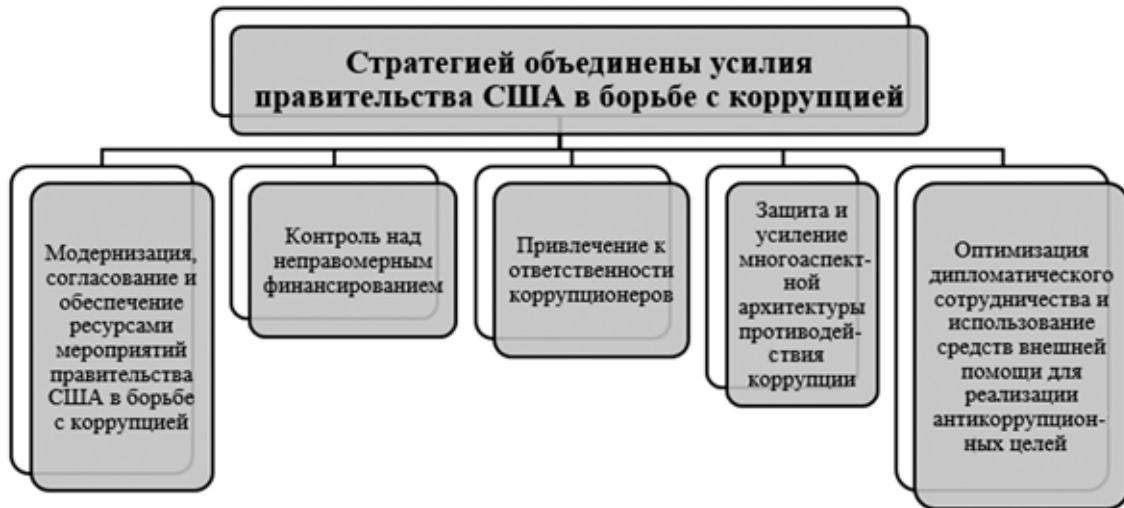 Стратегией объединены усилия
правительства США в борьбе с коррупцией
Модернизация,
согласование и
обеспечение
ресурсами
мероприятий
правительства
США в борьбе
с коррупцией
Контроль над
неправомерным
финансированием
Привлечение к
ответственности
коррупционеров
Защита и
усиление
многоаспект-
ной
архитектуры
противодей-
ствия
коррупции
Оптимизация
дипломатического
сотрудничества и
использование
средств внешней
помощи для
реализации
антикоррупцион-
ных целей